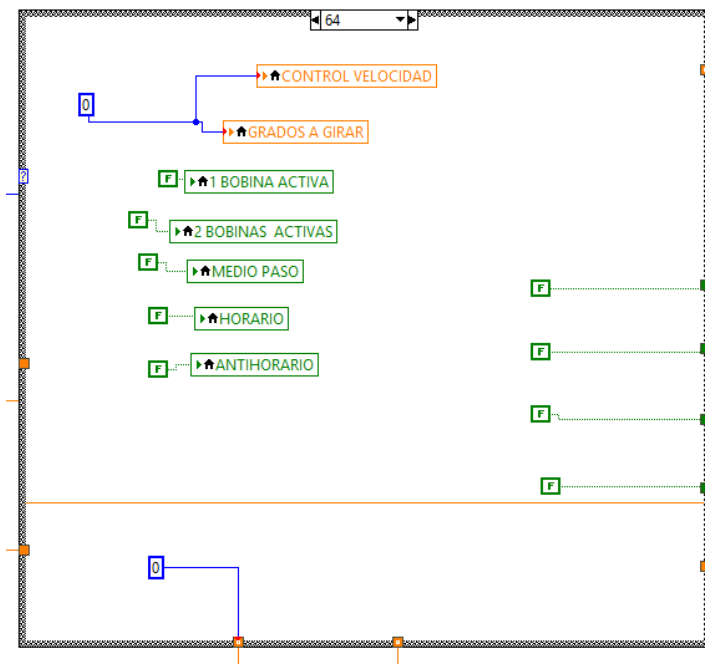 64
CONTROL VELOCIDAD
0
GRADOS A GIRAR
?
F 1 BOBINA ACTIVA
F 2 BOBINAS ACTIVAS
F MEDIO PASO
F
F HORARIO
F
F ANTIHORARIO
F
F
0